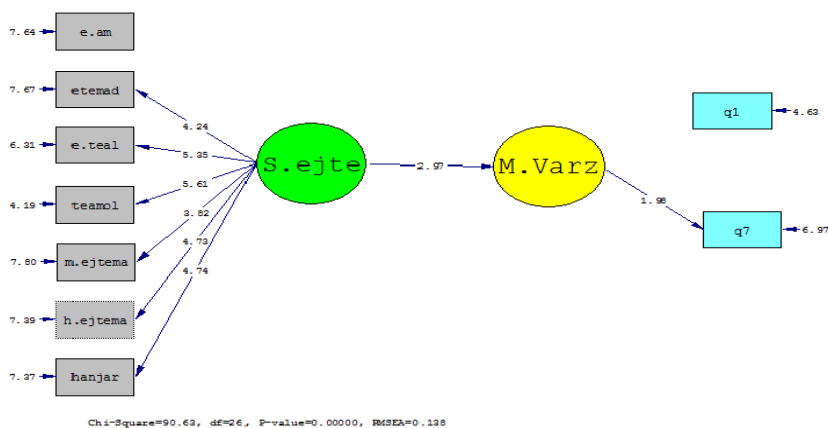 7.64 e.am
7.67 etemad
6.31 e.teal
4.19 teamol
7.80 m.ejtema
7.39 h.ejtema
7.37 hanjar
4.24
5.35
5.61
3.82
4.73
4.74
S.ejte
2.97
M.Varz
1.98
q1 4.63
q7 6.97
Chi-Square=90.63, df=26, P-value=0.00000, RMSEA=0.138